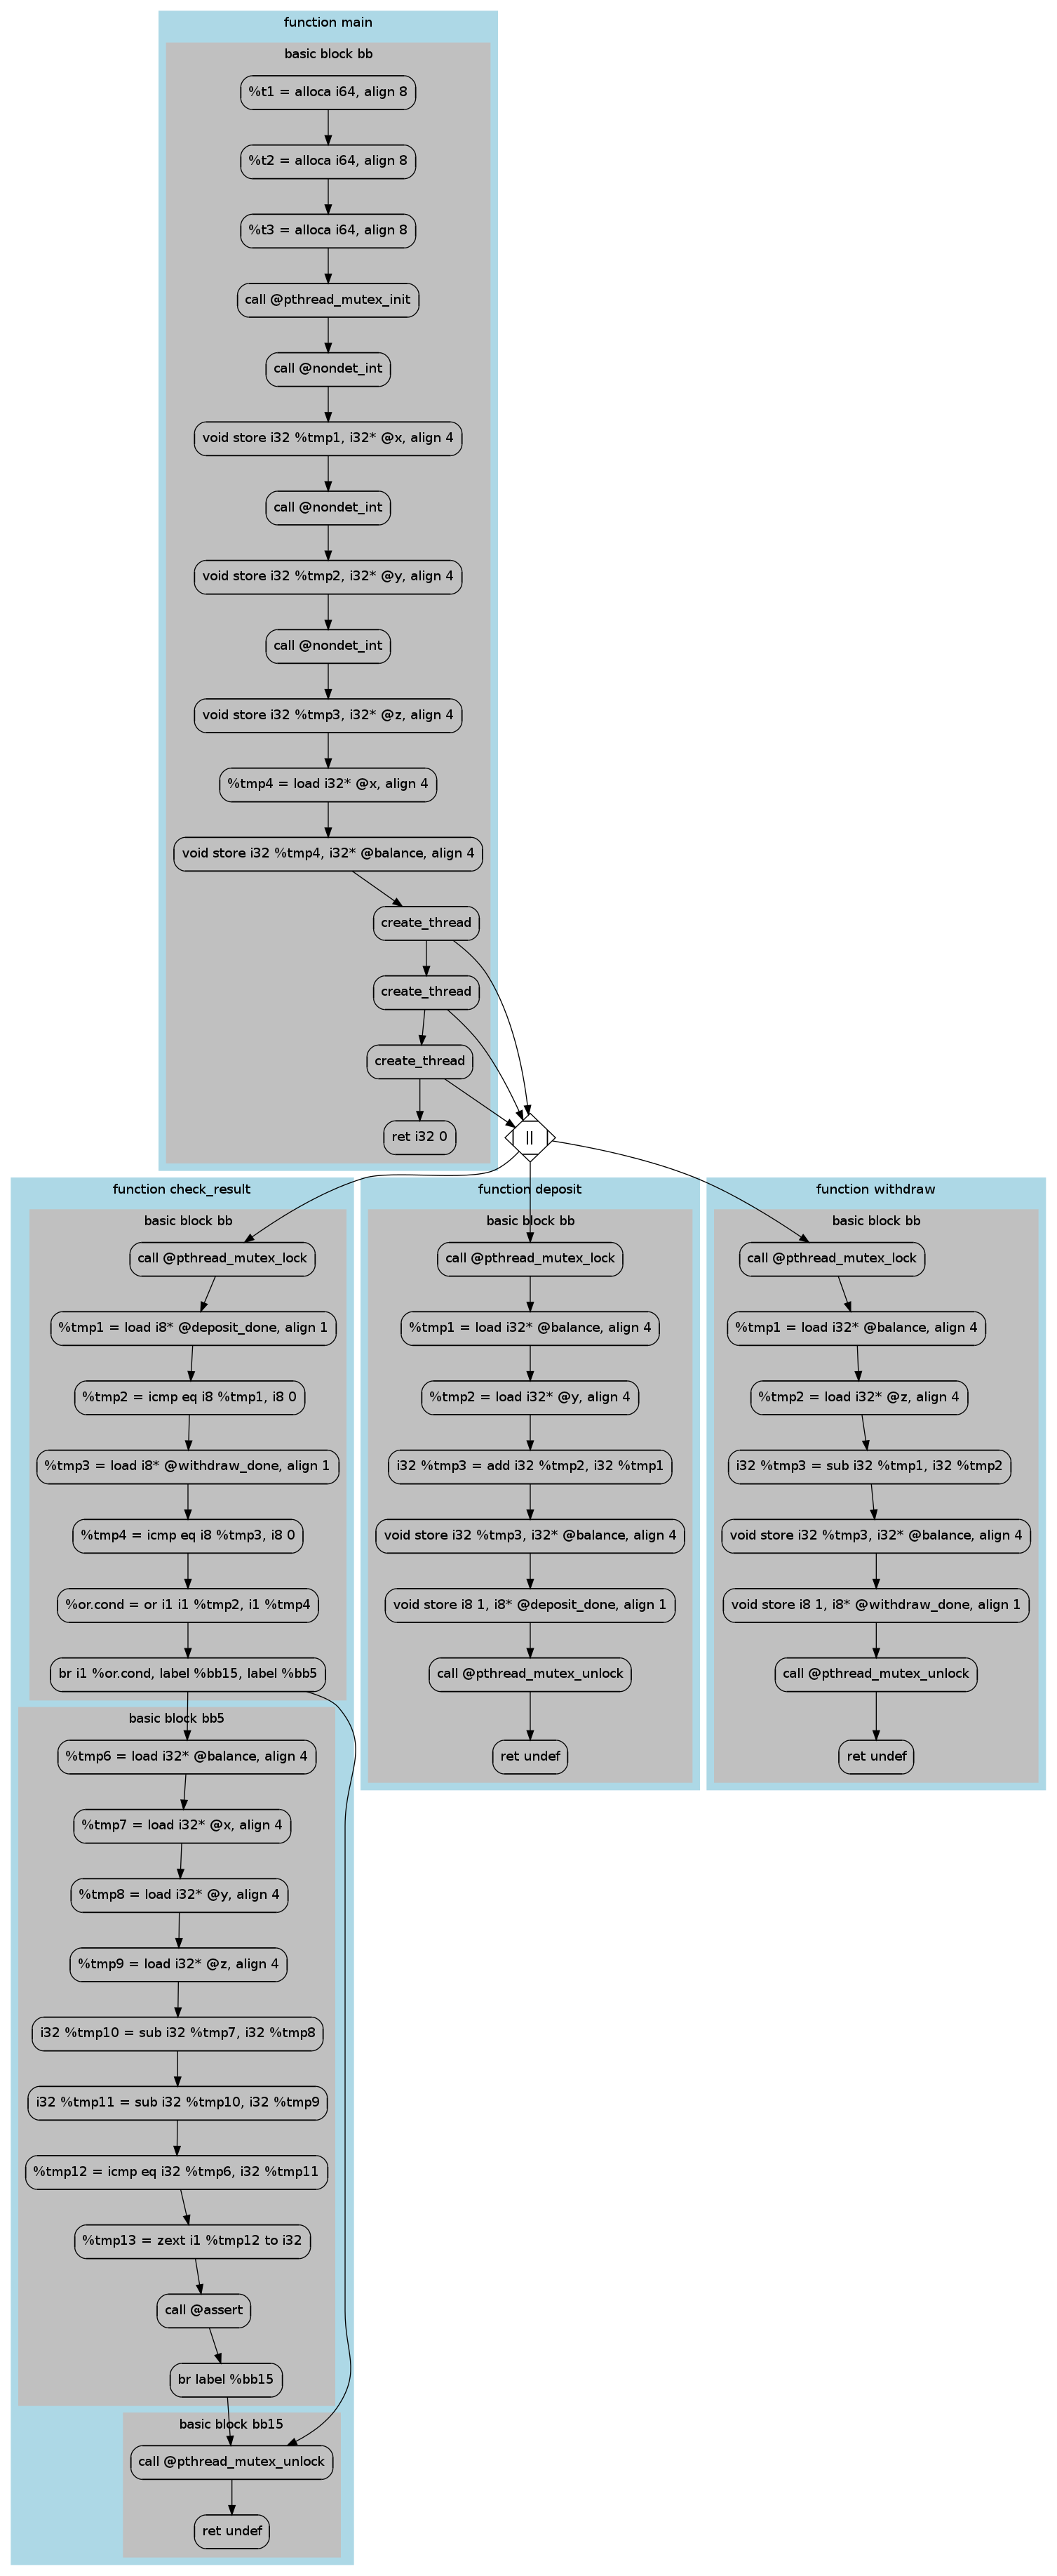 function main
basic block bb
%t1 = alloca i64, align 8
%t2 = alloca i64, align 8
%t3 = alloca i64, align 8
call @pthread_mutex_init
call @nondet_int
void store i32 %tmp1, i32* @x, align 4
call @nondet_int
void store i32 %tmp2, i32* @y, align 4
call @nondet_int
void store i32 %tmp3, i32* @z, align 4
%tmp4 = load i32* @x, align 4
void store i32 %tmp4, i32* @balance, align 4
create_thread
create_thread
create_thread
ret i32 0
||
function check_result
basic block bb
call @pthread_mutex_lock
%tmp1 = load i8* @deposit_done, align 1
%tmp2 = icmp eq i8 %tmp1, i8 0
%tmp3 = load i8* @withdraw_done, align 1
%tmp4 = icmp eq i8 %tmp3, i8 0
%or.cond = or i1 i1 %tmp2, i1 %tmp4
br i1 %or.cond, label %bb15, label %bb5
basic block bb5
%tmp6 = load i32* @balance, align 4
%tmp7 = load i32* @x, align 4
%tmp8 = load i32* @y, align 4
%tmp9 = load i32* @z, align 4
i32 %tmp10 = sub i32 %tmp7, i32 %tmp8
i32 %tmp11 = sub i32 %tmp10, i32 %tmp9
%tmp12 = icmp eq i32 %tmp6, i32 %tmp11
%tmp13 = zext i1 %tmp12 to i32
call @assert
br label %bb15
basic block bb15
call @pthread_mutex_unlock
ret undef
function deposit
basic block bb
call @pthread_mutex_lock
%tmp1 = load i32* @balance, align 4
%tmp2 = load i32* @y, align 4
i32 %tmp3 = add i32 %tmp2, i32 %tmp1
void store i32 %tmp3, i32* @balance, align 4
void store i8 1, i8* @deposit_done, align 1
call @pthread_mutex_unlock
ret undef
function withdraw
basic block bb
call @pthread_mutex_lock
%tmp1 = load i32* @balance, align 4
%tmp2 = load i32* @z, align 4
i32 %tmp3 = sub i32 %tmp1, i32 %tmp2
void store i32 %tmp3, i32* @balance, align 4
void store i8 1, i8* @withdraw_done, align 1
call @pthread_mutex_unlock
ret undef